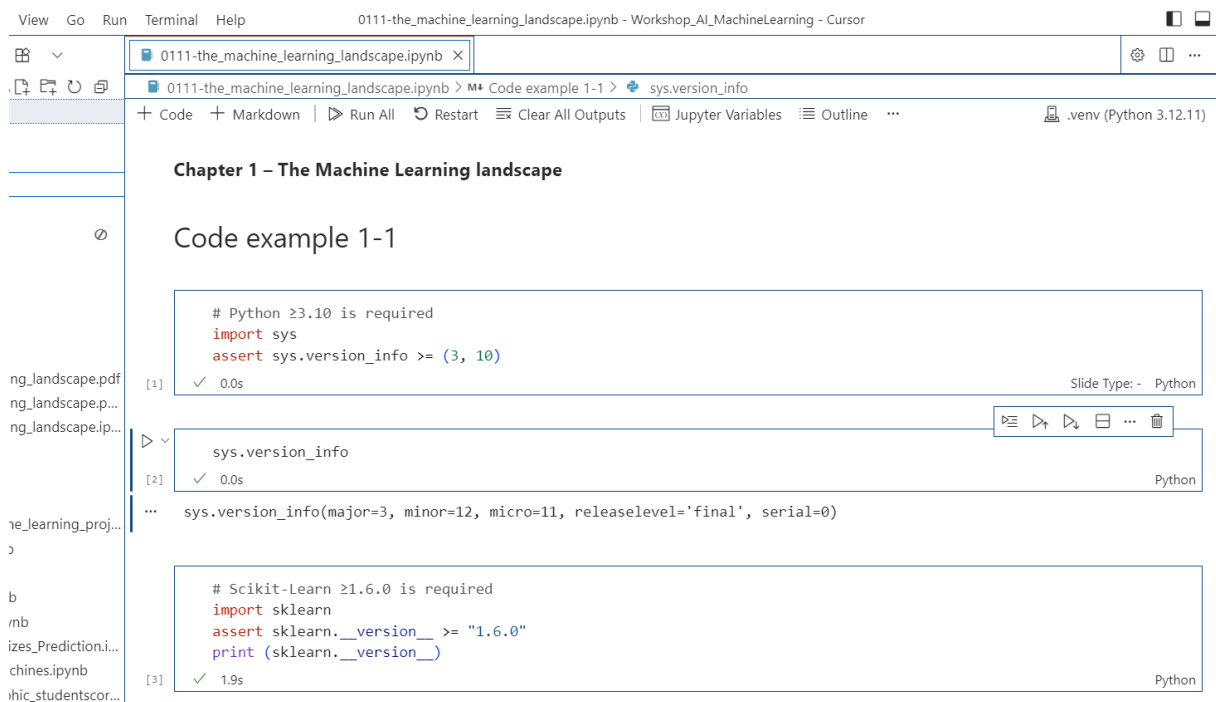 View Go Run Terminal Help 0111-the_machine_learning_landscape.ipynb - Workshop_AI_MachineLearning - Cursor
0111-the_machine_learning_landscape.ipynb
0111-the_machine_learning_landscape.ipynb > M↓ Code example 1-1 > sys.version_info
+ Code + Markdown Run All Restart Clear All Outputs Jupyter Variables Outline ... .venv (Python 3.12.11)
Chapter 1 – The Machine Learning landscape
Code example 1-1
# Python ≥3.10 is required
import sys
assert sys.version_info >= (3, 10)
[1] ✓ 0.0s Slide Type: - Python
sys.version_info
[2] ✓ 0.0s Python
sys.version_info(major=3, minor=12, micro=11, releaselevel='final', serial=0)
# Scikit-Learn ≥1.6.0 is required
import sklearn
assert sklearn.__version__ >= "1.6.0"
print (sklearn.__version__)
[3] ✓ 1.9s Python
ng_landscape.pdf
ng_landscape.p...
ng_landscape.ip...
ne_learning_proj...
b
ynb
izes_Prediction.i...
chines.ipynb
phic_studentscor...